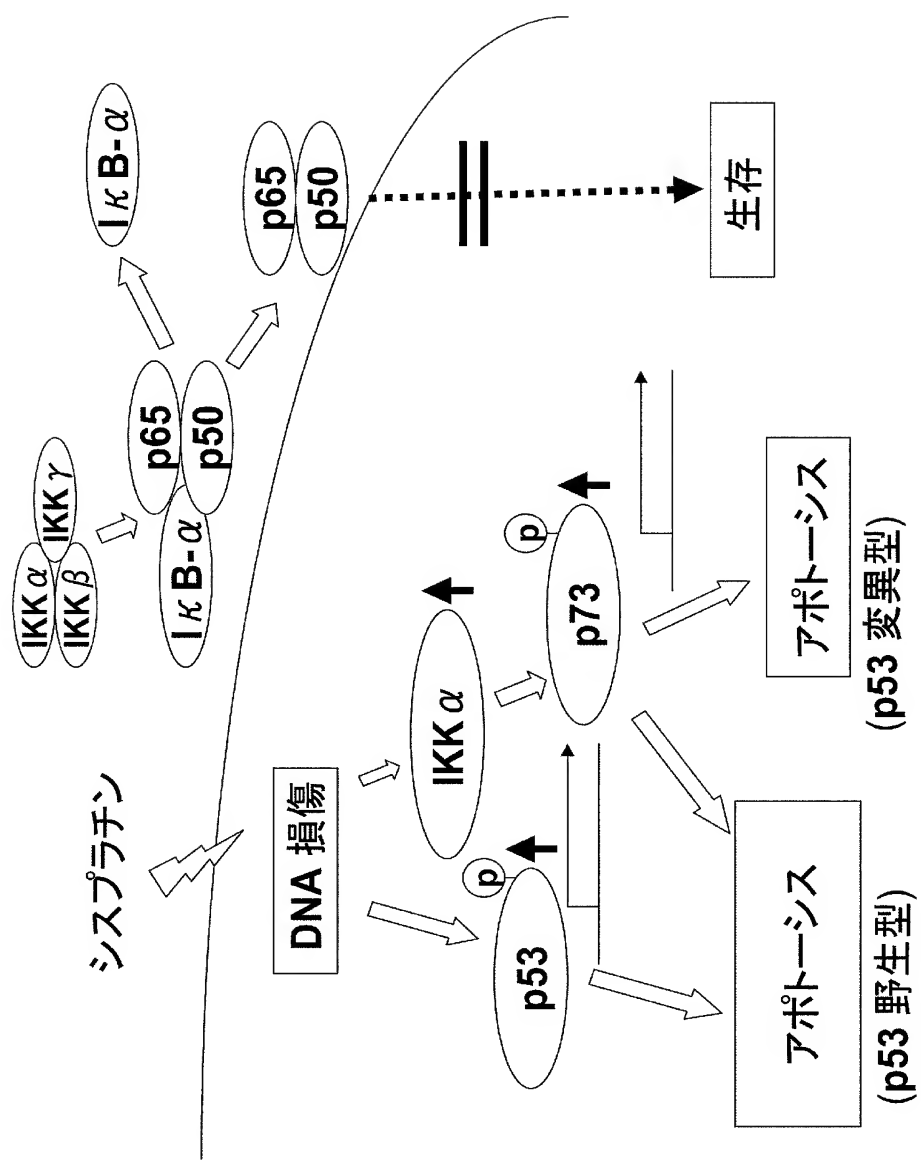 シスプラチン
DNA 損傷
p
p53
アポトーシス
(p53 野生型)
IKKα
p
p73
アポトーシス
(p53 変異型)
IKKα
IKKβ
IKKγ
IκB-α
p65
p50
IκB-α
p65
p50
生存